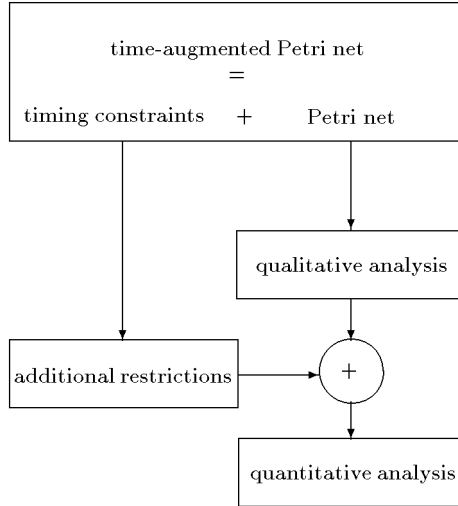 time-augmented Petri net
=
timing constraints + Petri net
qualitative analysis
additional restrictions
+
quantitative analysis